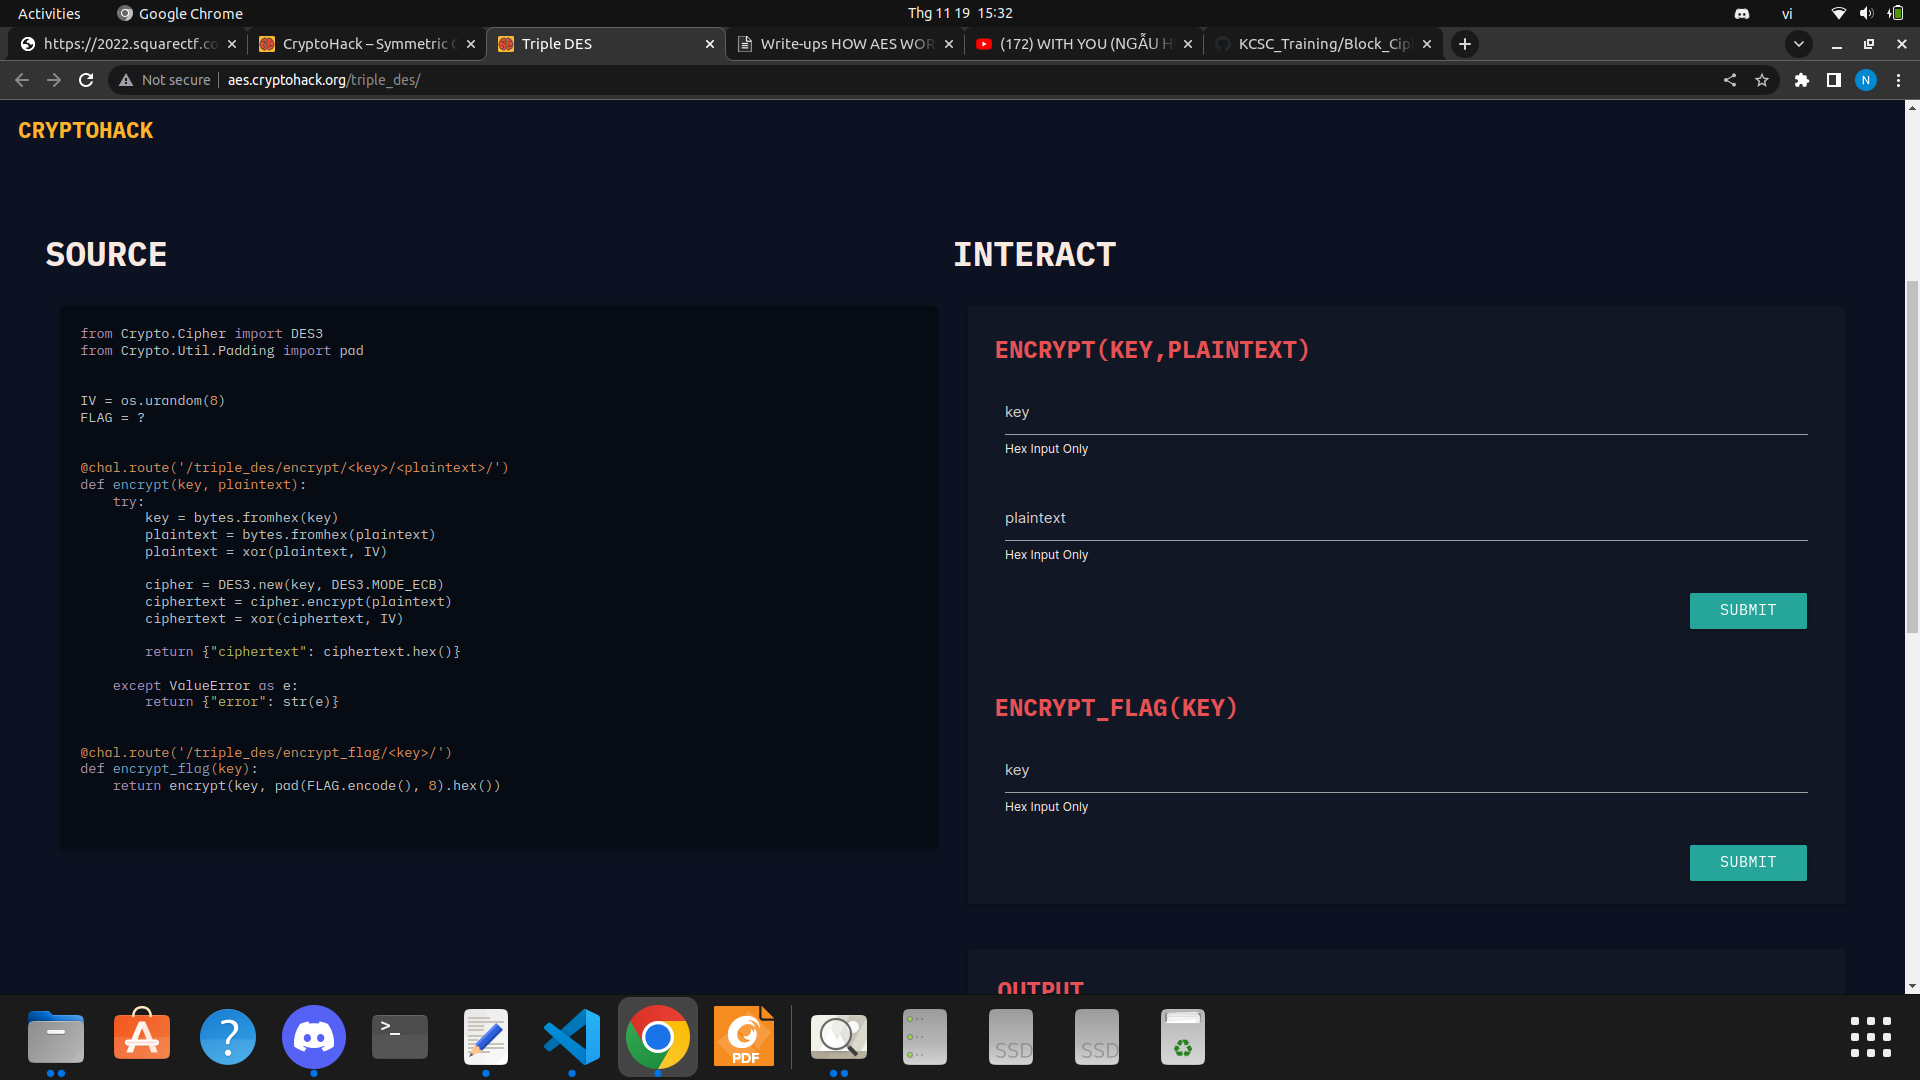 Activities
Google Chrome
Thg 11 19 15:32
vi
https://2022.squarectf.co
CryptoHack – Symmetric C
Triple DES
Write-ups HOW AES WOR
(172) WITH YOU (NGẪU H
KCSC_Training/Block_Cip
Not secure
aes.cryptohack.org/triple_des/
N
CRYPTOHACK
SOURCE
from Crypto.Cipher import DES3
from Crypto.Util.Padding import pad
IV = os.urandom(8)
FLAG = ?
@chal.route('/triple_des/encrypt/<key>/<plaintext>/')
def encrypt(key, plaintext):
    try:
        key = bytes.fromhex(key)
        plaintext = bytes.fromhex(plaintext)
        plaintext = xor(plaintext, IV)
        cipher = DES3.new(key, DES3.MODE_ECB)
        ciphertext = cipher.encrypt(plaintext)
        ciphertext = xor(ciphertext, IV)
        return {"ciphertext": ciphertext.hex()}
    except ValueError as e:
        return {"error": str(e)}
@chal.route('/triple_des/encrypt_flag/<key>/')
def encrypt_flag(key):
    return encrypt(key, pad(FLAG.encode(), 8).hex())
INTERACT
ENCRYPT(KEY,PLAINTEXT)
key
Hex Input Only
plaintext
Hex Input Only
SUBMIT
ENCRYPT_FLAG(KEY)
key
Hex Input Only
SUBMIT
OUTPUT
PDF
SSD
SSD